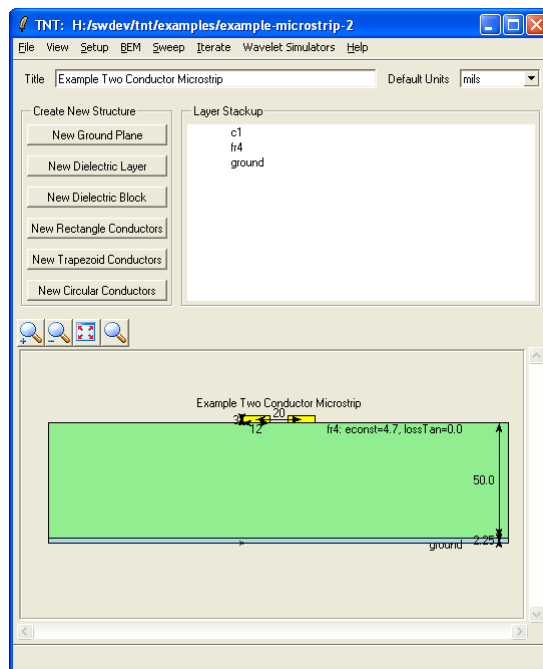 TNT: H:/swdev/tnt/examples/example-microstrip-2
File View Setup BEM Sweep Iterate Wavelet Simulators Help
Title Example Two Conductor Microstrip Default Units mils
Create New Structure
Layer Stackup
New Ground Plane
New Dielectric Layer
New Dielectric Block
New Rectangle Conductors
New Trapezoid Conductors
New Circular Conductors
c1
fr4
ground
Example Two Conductor Microstrip
20
3
12
fr4: econst=4.7, lossTan=0.0
50.0
2.25
ground